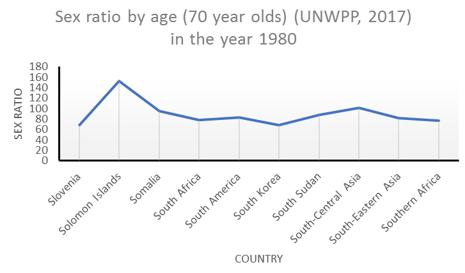 Sex ratio by age (70 year olds) (UNWPP, 2017)
in the year 1980
SEX RATIO
180
160
140
120
100
80
60
40
20
0
Slovenia
Solomon Islands
Somalia
South Africa
South America
South Korea
South Sudan
South-Central Asia
South-Eastern Asia
Southern Africa
COUNTRY